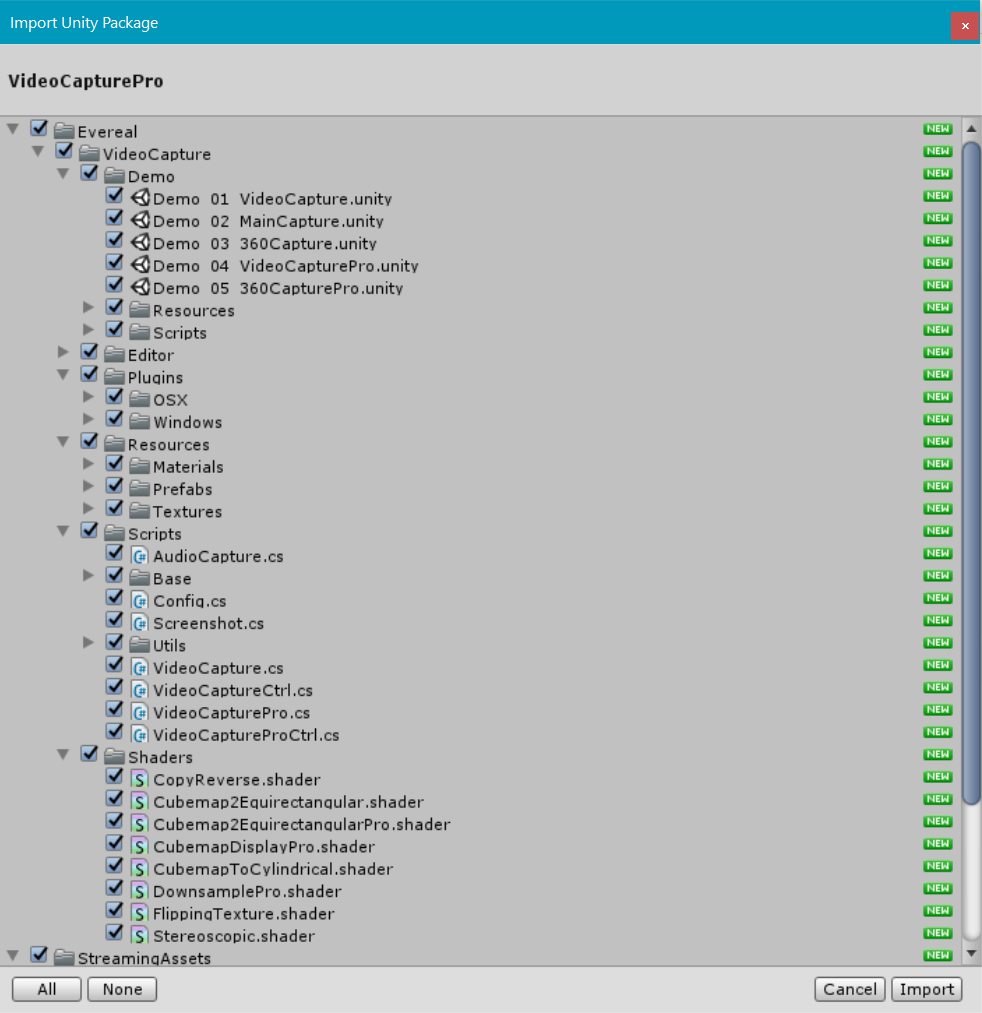 Import Unity Package
×
VideoCapturePro
Evereal NEW
VideoCapture NEW
Demo NEW
Demo 01 VideoCapture.unity NEW
Demo 02 MainCapture.unity NEW
Demo 03 360Capture.unity NEW
Demo 04 VideoCapturePro.unity NEW
Demo 05 360CapturePro.unity NEW
Resources NEW
Scripts NEW
Editor NEW
Plugins NEW
OSX NEW
Windows NEW
Resources NEW
Materials NEW
Prefabs NEW
Textures NEW
Scripts NEW
C# AudioCapture.cs NEW
Base NEW
C# Config.cs NEW
C# Screenshot.cs NEW
Utils NEW
C# VideoCapture.cs NEW
C# VideoCaptureCtrl.cs NEW
C# VideoCapturePro.cs NEW
C# VideoCaptureProCtrl.cs NEW
Shaders NEW
S CopyReverse.shader NEW
S Cubemap2Equirectangular.shader NEW
S Cubemap2EquirectangularPro.shader NEW
S CubemapDisplayPro.shader NEW
S CubemapToCylindrical.shader NEW
S DownsamplePro.shader NEW
S FlippingTexture.shader NEW
S Stereoscopic.shader NEW
StreamingAssets NEW
All None Cancel Import